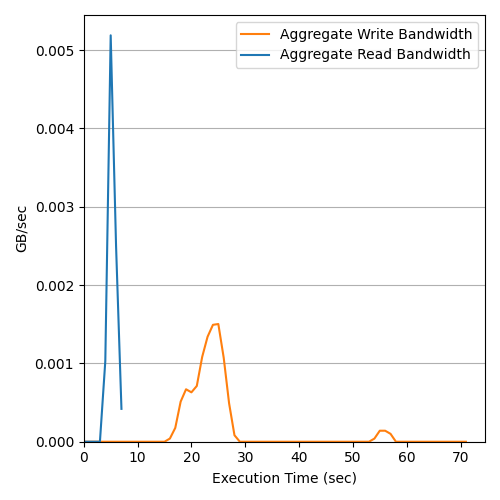 Aggregate Write Bandwidth
Aggregate Read Bandwidth
0.005
0.004
0.003
0.002
0.001
0.000
GB/sec
0 10 20 30 40 50 60 70
Execution Time (sec)